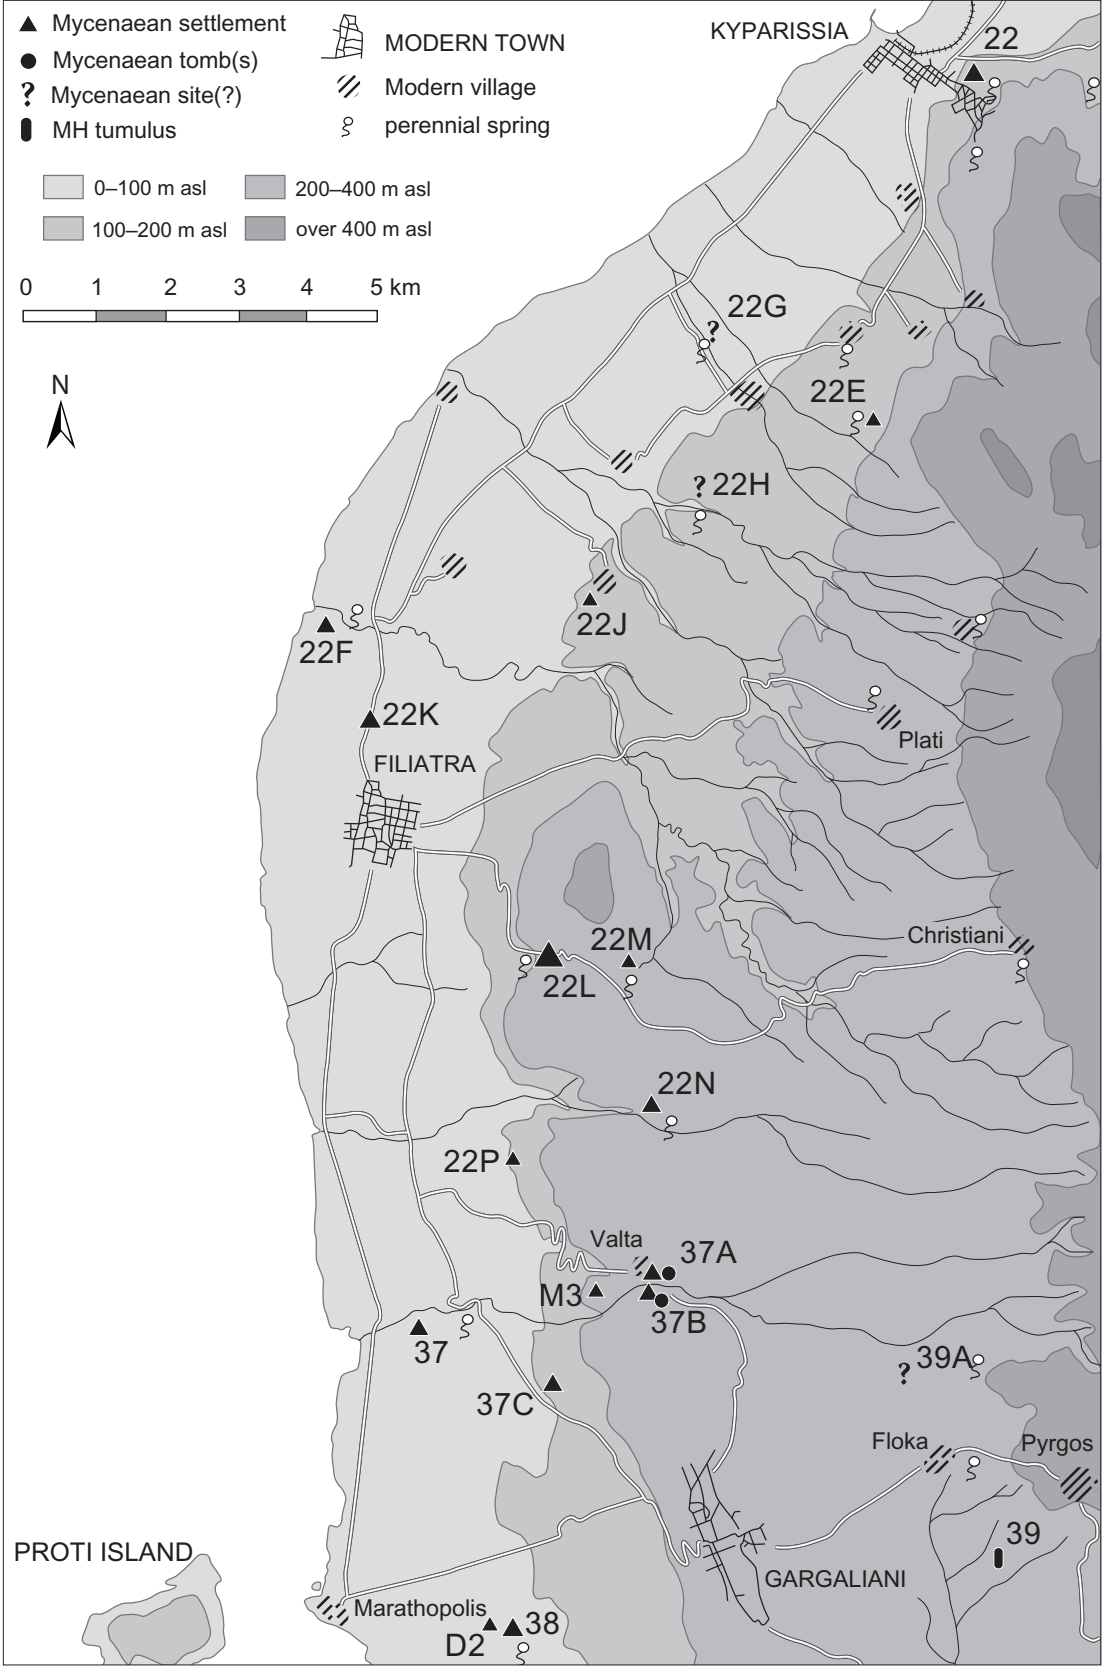 Mycenaean settlement
Mycenaean tomb(s)
? Mycenaean site(?)
MH tumulus
MODERN TOWN
Modern village
perennial spring
0–100 m asl
200–400 m asl
100–200 m asl
over 400 m asl
0 1 2 3 4 5 km
N
KYPARISSIA
22
22G
?
22E
? 22H
22J
22F
22K
FILIATRA
Plati
Christiani
22M
22L
22N
22P
Valta
37A
M3
37B
37
39A
?
37C
Floka
Pyrgos
39
PROTI ISLAND
GARGALIANI
Marathopolis
38
D2